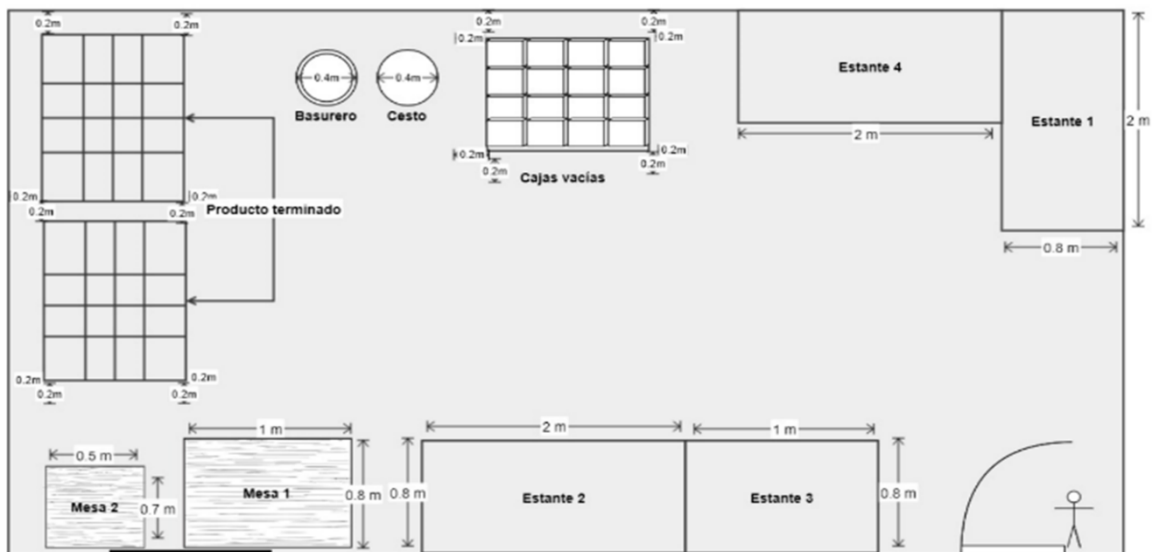 0.2m
0.2m
0.2m
0.2m
0.2m
0.2m
0.4m
0.4m
Basurero
Cesto
Estante 4
Estante 1
2 m
2 m
0.2m
0.2m
0.2m
0.2m
Cajas vacías
0.2m
0.2m
0.2m
0.2m
Producto terminado
0.8 m
0.2m
0.2m
0.2m
0.2m
1 m
2 m
1 m
0.5 m
Mesa 1
0.8 m
0.8 m
Estante 2
Estante 3
0.8 m
Mesa 2
0.7 m